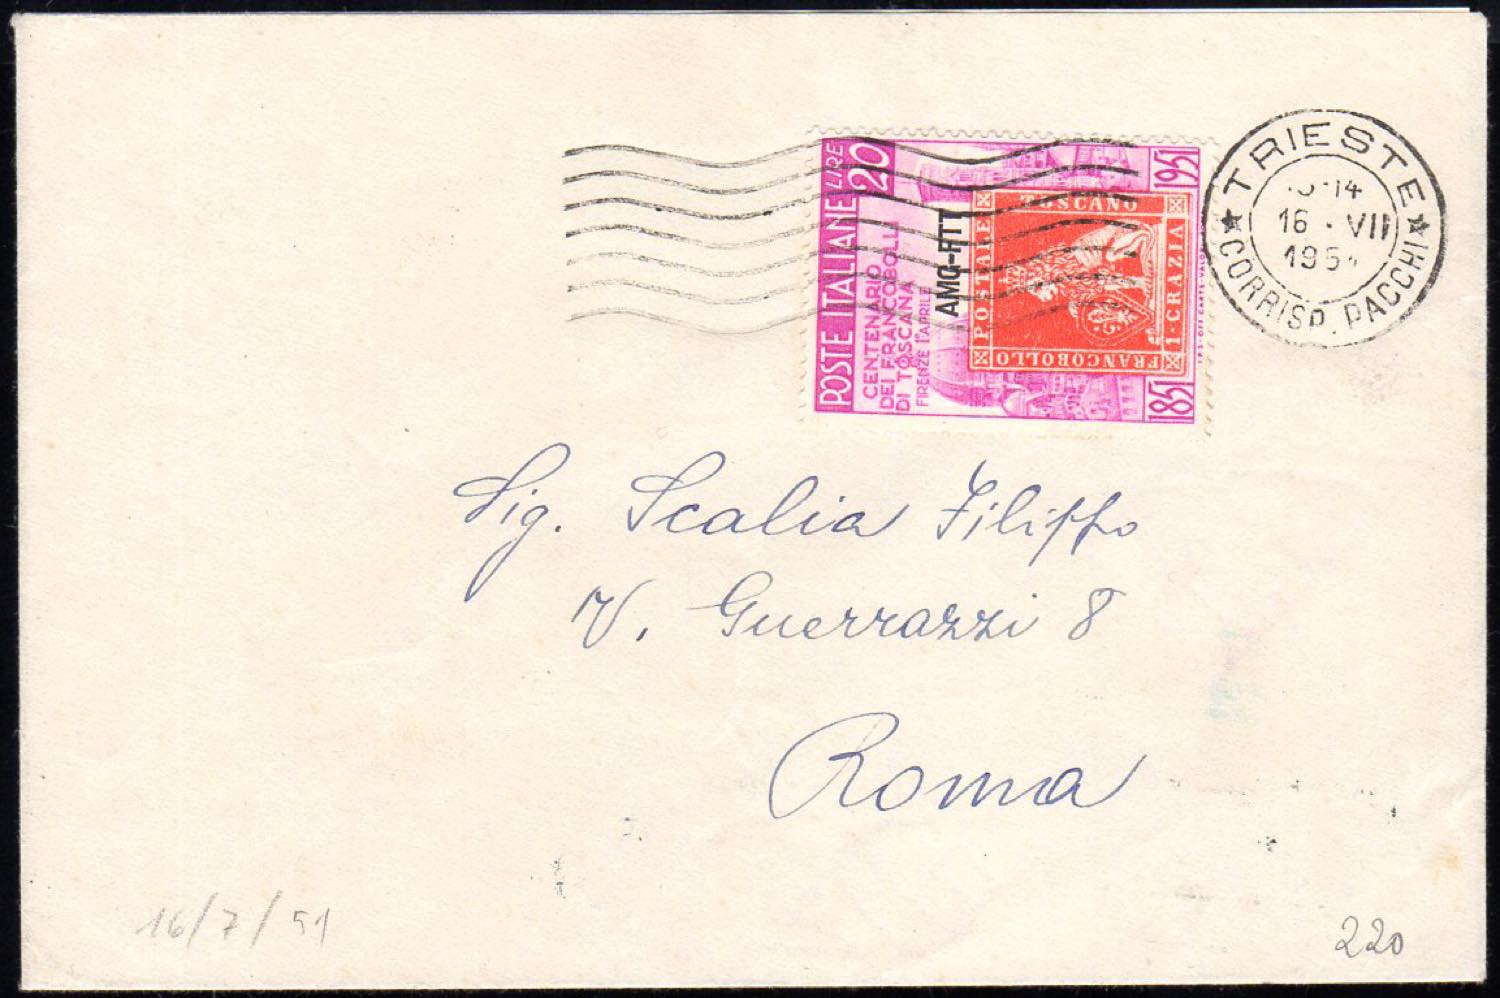 POSTE ITALIANE LIRE 20
CENTENARIO
DEI FRANCOBOLLI
DI TOSCANA
FIRENZE 1° APRILE
AMG-FTT
FRANCOBOLLO
POSTALE
TOSCANO
1·CRAZIA
1851
1951
TRIESTE
16·VII
CORRISP. PACCHI
Sig. Scalia Filippo
V. Guerrazzi 8
Roma
16/7/51
220